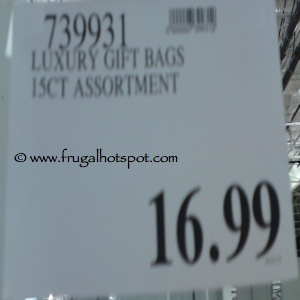 739931
LUXURY GIFT BAGS
15CT ASSORTMENT
© www.frugalhotspot.com
16.99